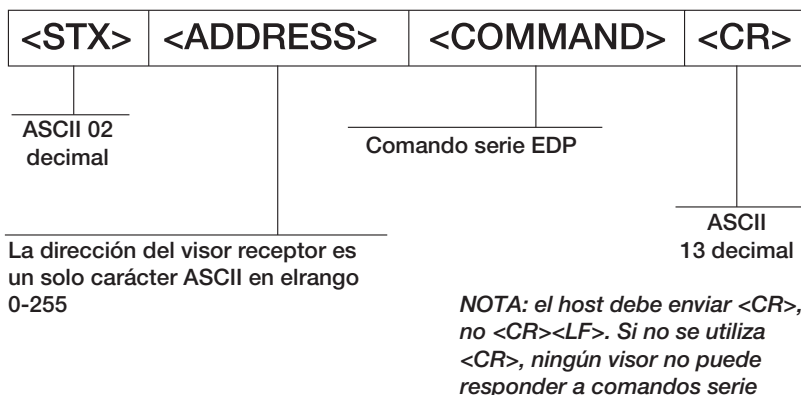 <STX> <ADDRESS> <COMMAND> <CR>
ASCII 02
decimal
Comando serie EDP
ASCII
13 decimal
La dirección del visor receptor es
un solo carácter ASCII en elrango
0-255
NOTA: el host debe enviar <CR>,
no <CR><LF>. Si no se utiliza
<CR>, ningún visor no puede
responder a comandos serie